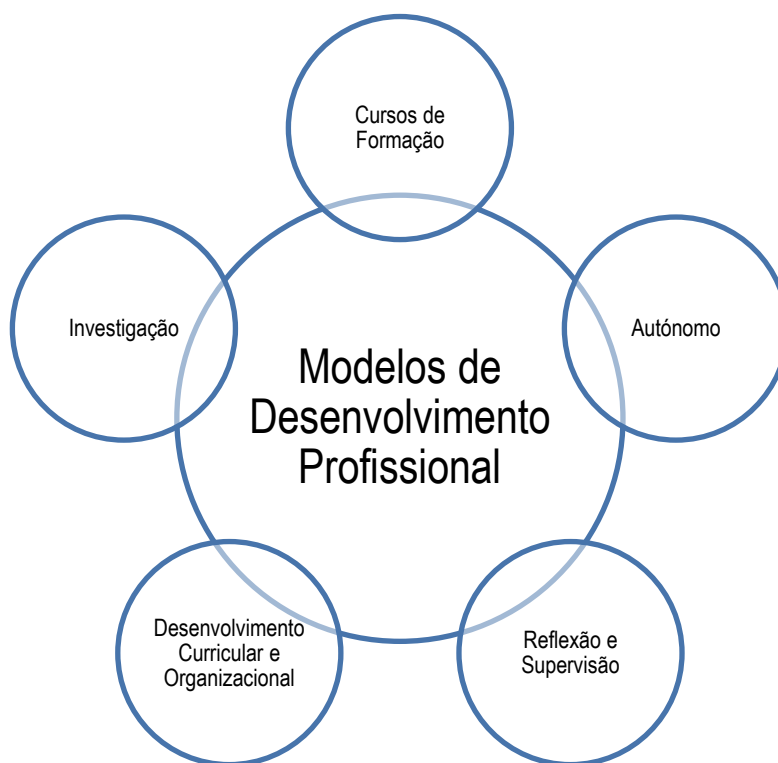 Cursos de
Formação
Investigação
Autónomo
Modelos de
Desenvolvimento
Profissional
Desenvolvimento
Curricular e
Organizacional
Reflexão e
Supervisão